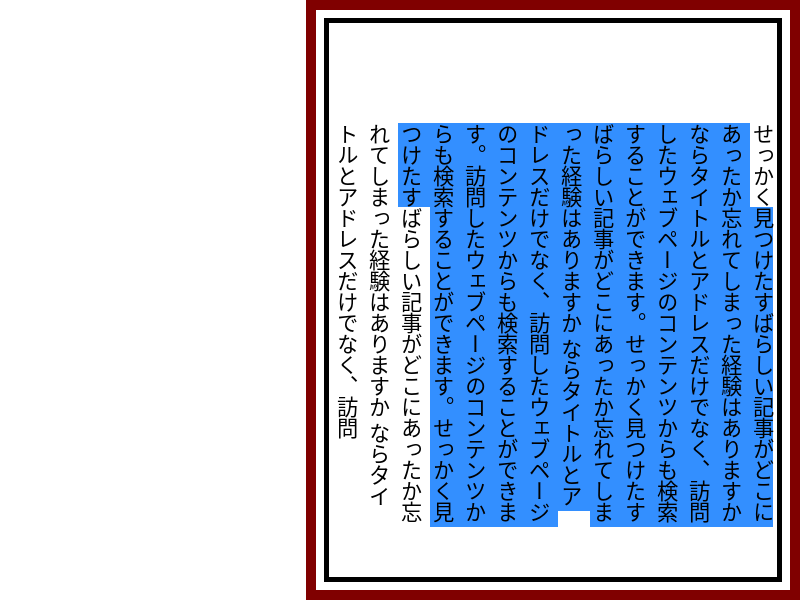 せっかく見つけたすばらしい記事がどこに
あったか忘れてしまった経験はありますか
ならタイトルとアドレスだけでなく、訪問
したウェブページのコンテンツからも検索
することができます。せっかく見つけたす
ばらしい記事がどこにあったか忘れてしま
った経験はありますか ならタイトルとア
ドレスだけでなく、訪問したウェブページ
のコンテンツからも検索することができま
す。訪問したウェブページのコンテンツか
らも検索することができます。せっかく見
つけたすばらしい記事がどこにあったか忘
れてしまった経験はありますか ならタイ
トルとアドレスだけでなく、訪問